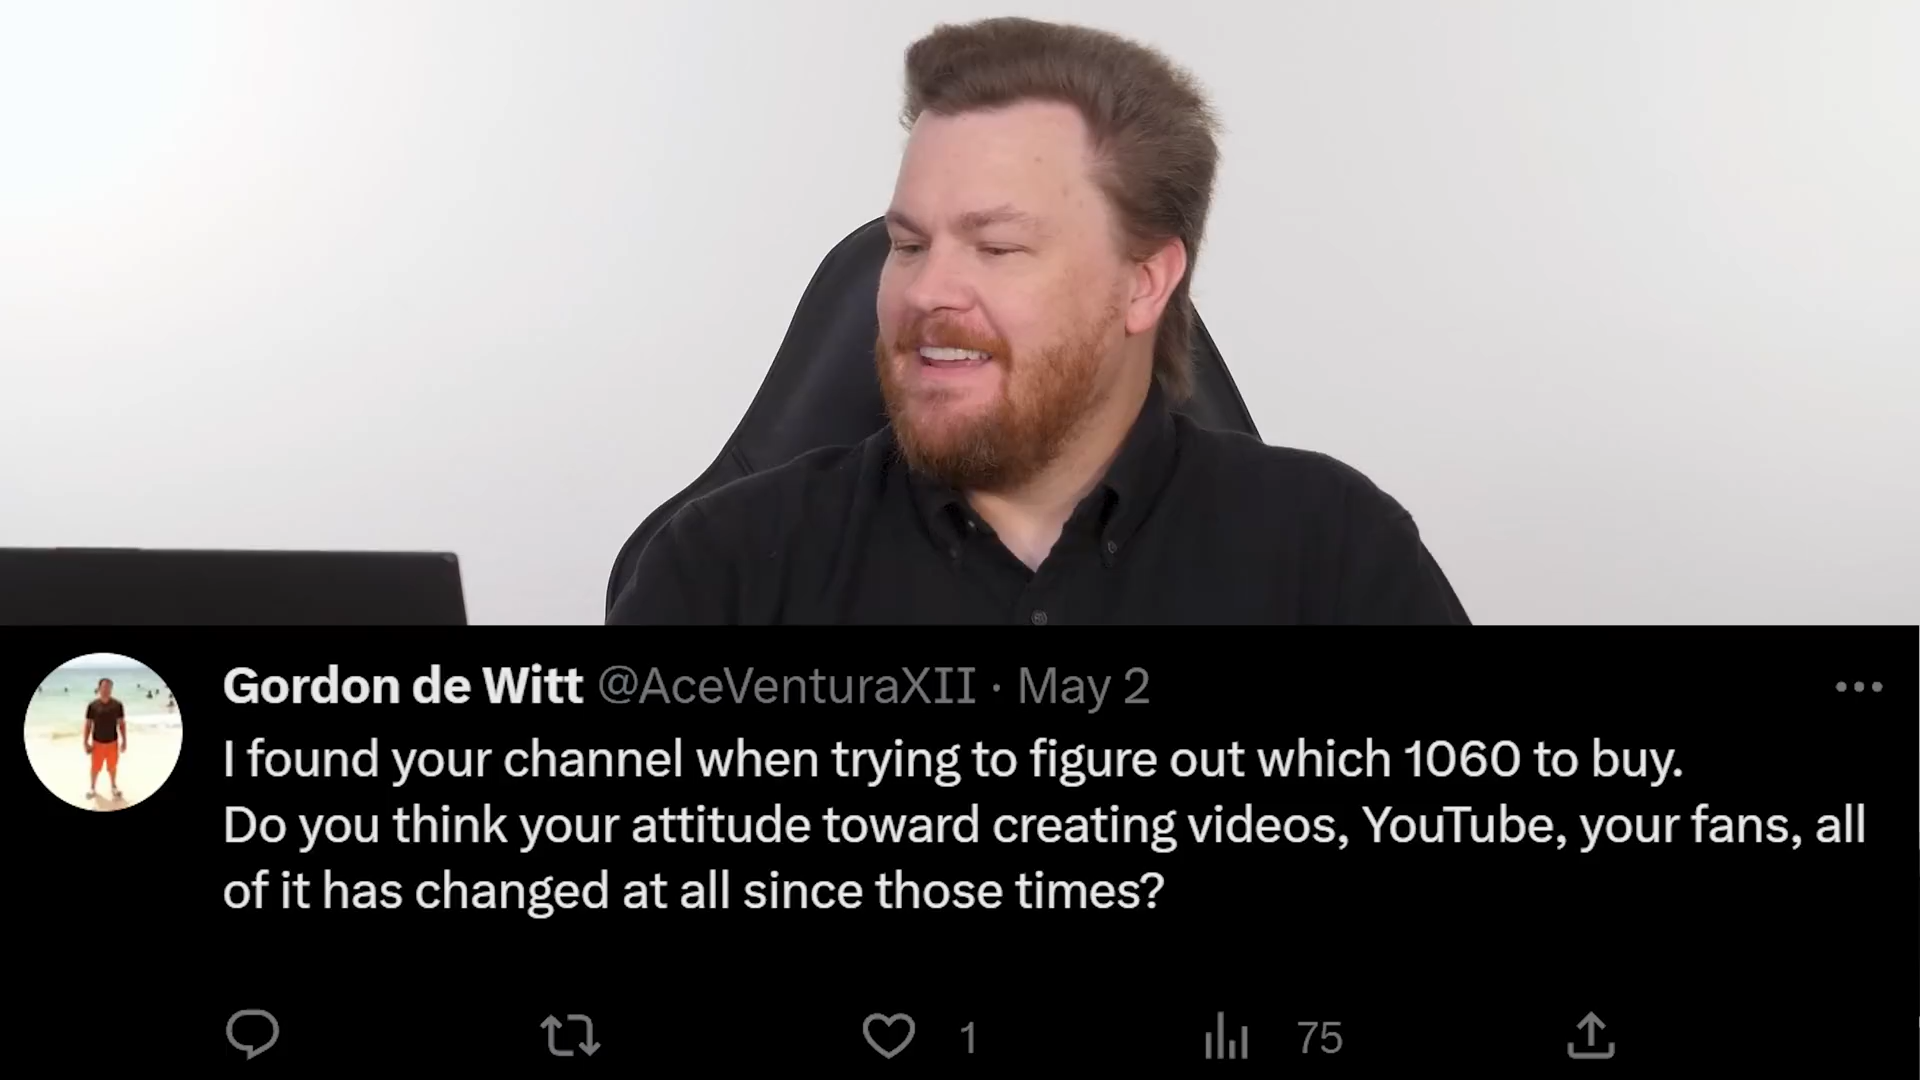 Gordon de Witt @AceVenturaXII · May 2
I found your channel when trying to figure out which 1060 to buy.
Do you think your attitude toward creating videos, YouTube, your fans, all
of it has changed at all since those times?
1 75